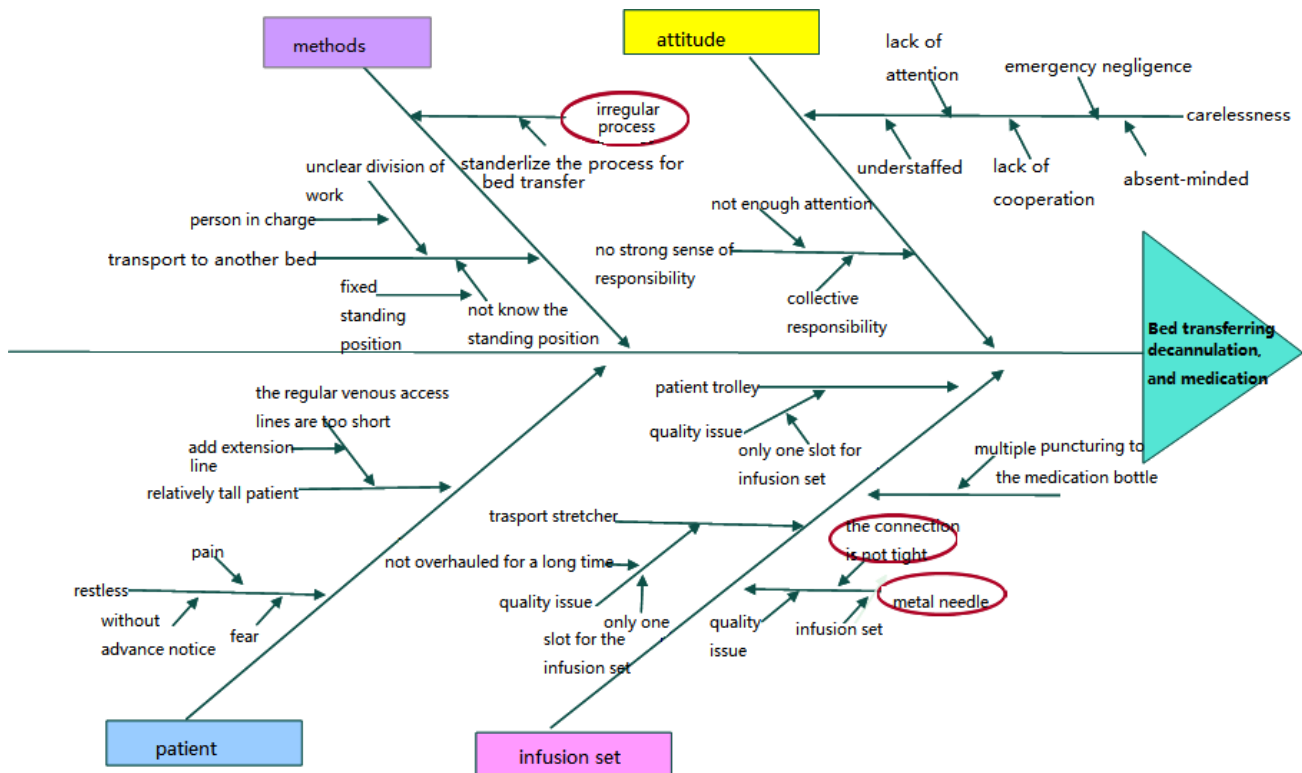 methods
attitude
irregular
process
standerlize the process for
bed transfer
unclear division of
work
person in charge
transport to another bed
fixed
standing
position
not know the
standing position
lack of
attention
emergency negligence
carelessness
understaffed
lack of
cooperation
absent-minded
not enough attention
no strong sense of
responsibility
collective
responsibility
Bed transferring
decannulation,
and medication
the regular venous access
lines are too short
add extension
line
relatively tall patient
pain
restless
without
advance notice
fear
patient trolley
quality issue
only one slot for
infusion set
multiple puncturing to
the medication bottle
trasport stretcher
not overhauled for a long time
quality issue
only one
slot for the
infusion set
the connection
is not tight
metal needle
quality
issue
infusion set
patient
infusion set